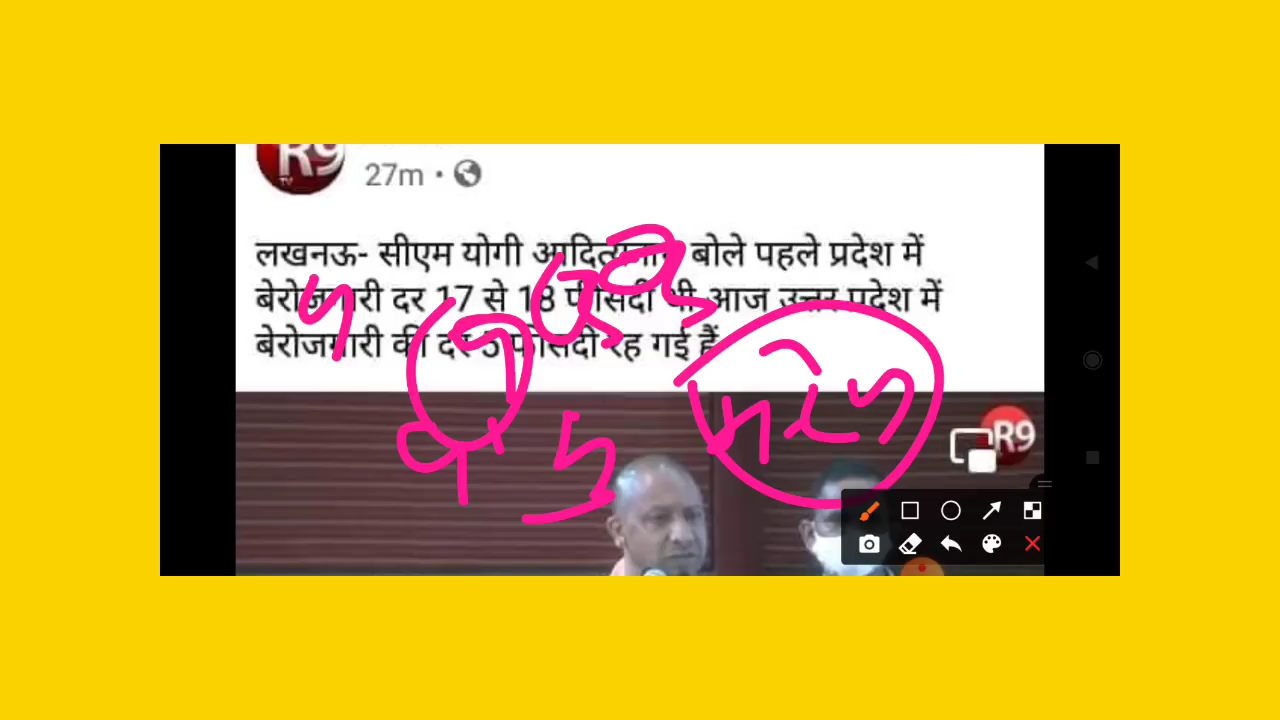 R9
TV
27m •
लखनऊ- सीएम योगी आदित्यनाथ बोले पहले प्रदेश में
बेरोजगारी दर 17 से 18 फीसदी थी आज उत्तर प्रदेश में
बेरोजगारी की दर 5 फीसदी रह गई हैं
R9